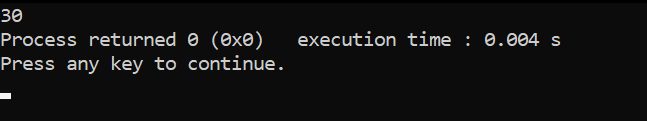 30
Process returned 0 (0x0)   execution time : 0.004 s
Press any key to continue.